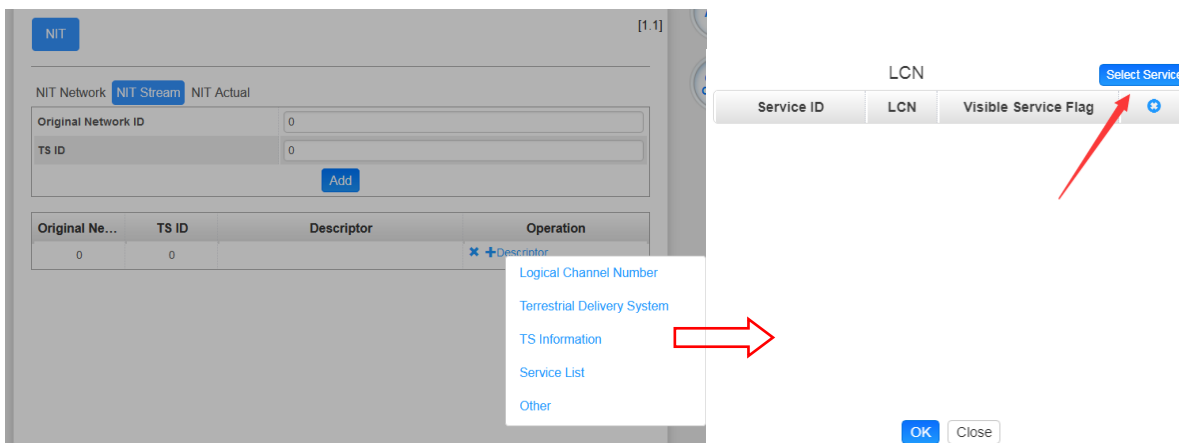 NIT
[1.1]
NIT Network NIT Stream NIT Actual
Original Network ID 0
TS ID 0
Add
Original Ne... TS ID Descriptor Operation
0 0 Descriptor
Logical Channel Number
Terrestrial Delivery System
TS Information
Service List
Other
LCN
Select Service
Service ID LCN Visible Service Flag
OK Close